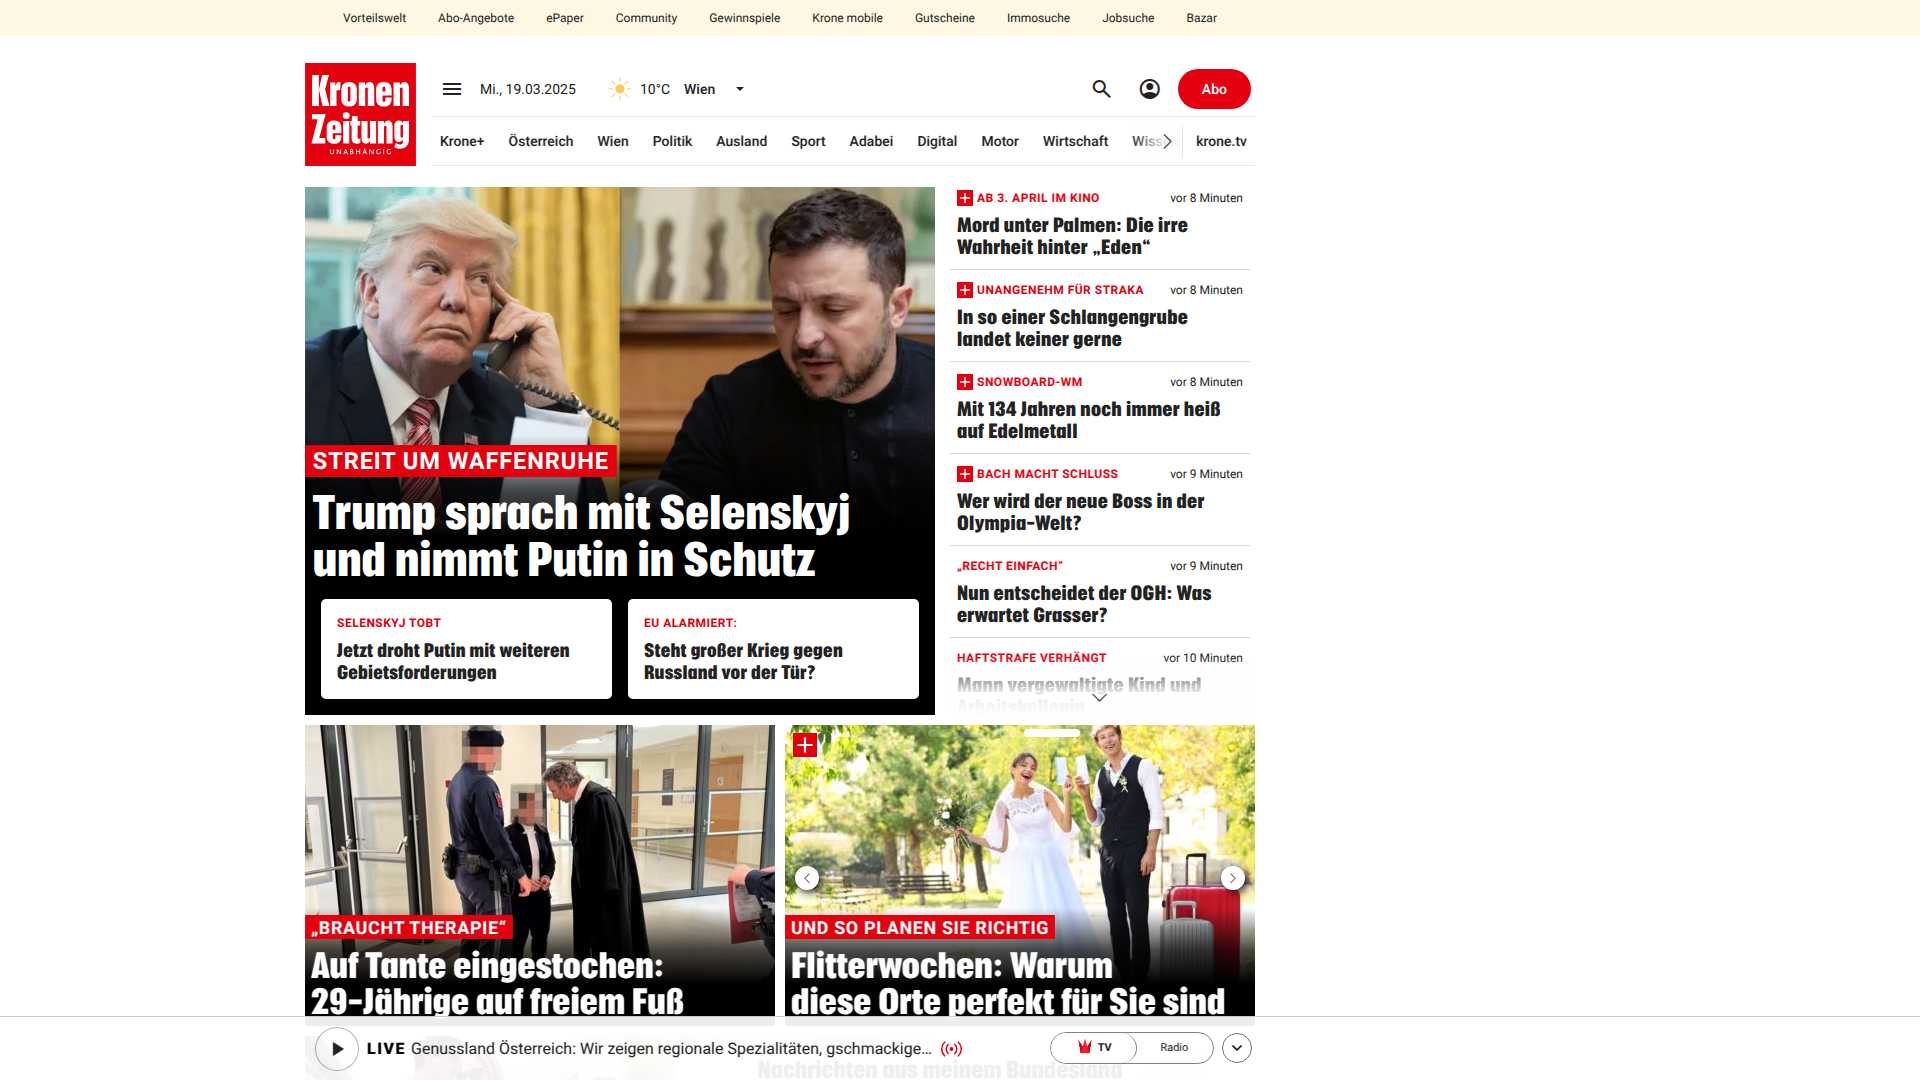 Vorteilswelt
Abo-Angebote
ePaper
Community
Gewinnspiele
Krone mobile
Gutscheine
Immosuche
Jobsuche
Bazar
Kronen
Zeitung
UNABHÄNGIG
Mi., 19.03.2025
10°C
Wien
Abo
Krone+
Österreich
Wien
Politik
Ausland
Sport
Adabei
Digital
Motor
Wirtschaft
Wiss
krone.tv
STREIT UM WAFFENRUHE
Trump sprach mit Selenskyj
und nimmt Putin in Schutz
SELENSKYJ TOBT
Jetzt droht Putin mit weiteren
Gebietsforderungen
EU ALARMIERT:
Steht großer Krieg gegen
Russland vor der Tür?
AB 3. APRIL IM KINO
vor 8 Minuten
Mord unter Palmen: Die irre
Wahrheit hinter „Eden“
UNANGENEHM FÜR STRAKA
vor 8 Minuten
In so einer Schlangengrube
landet keiner gerne
SNOWBOARD-WM
vor 8 Minuten
Mit 134 Jahren noch immer heiß
auf Edelmetall
BACH MACHT SCHLUSS
vor 9 Minuten
Wer wird der neue Boss in der
Olympia-Welt?
„RECHT EINFACH“
vor 9 Minuten
Nun entscheidet der OGH: Was
erwartet Grasser?
HAFTSTRAFE VERHÄNGT
vor 10 Minuten
Mann vergewaltigte Kind und
Arbeitskollegin
„BRAUCHT THERAPIE“
Auf Tante eingestochen:
29-Jährige auf freiem Fuß
UND SO PLANEN SIE RICHTIG
Flitterwochen: Warum
diese Orte perfekt für Sie sind
LIVE Genussland Österreich: Wir zeigen regionale Spezialitäten, gschmackige...
TV
Radio
Nachrichten aus meinem Bundesland